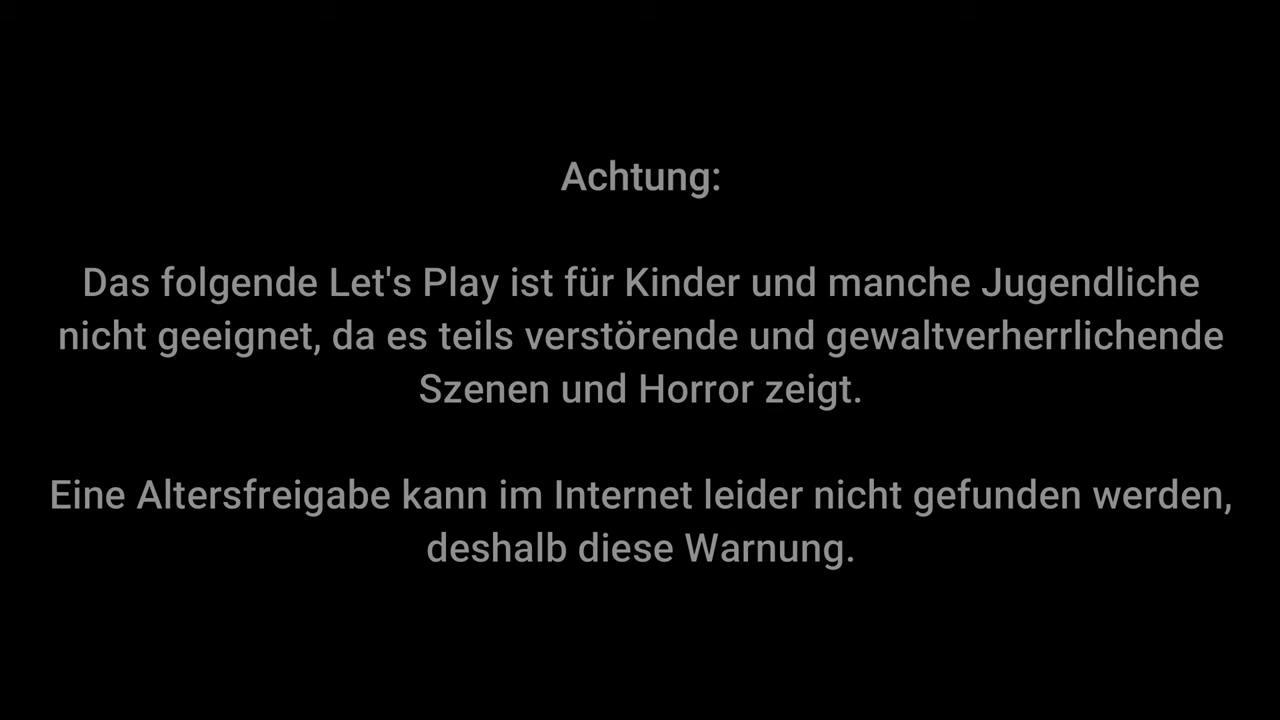 Achtung:
Das folgende Let's Play ist für Kinder und manche Jugendliche
nicht geeignet, da es teils verstörende und gewaltverherrlichende
Szenen und Horror zeigt.
Eine Altersfreigabe kann im Internet leider nicht gefunden werden,
deshalb diese Warnung.